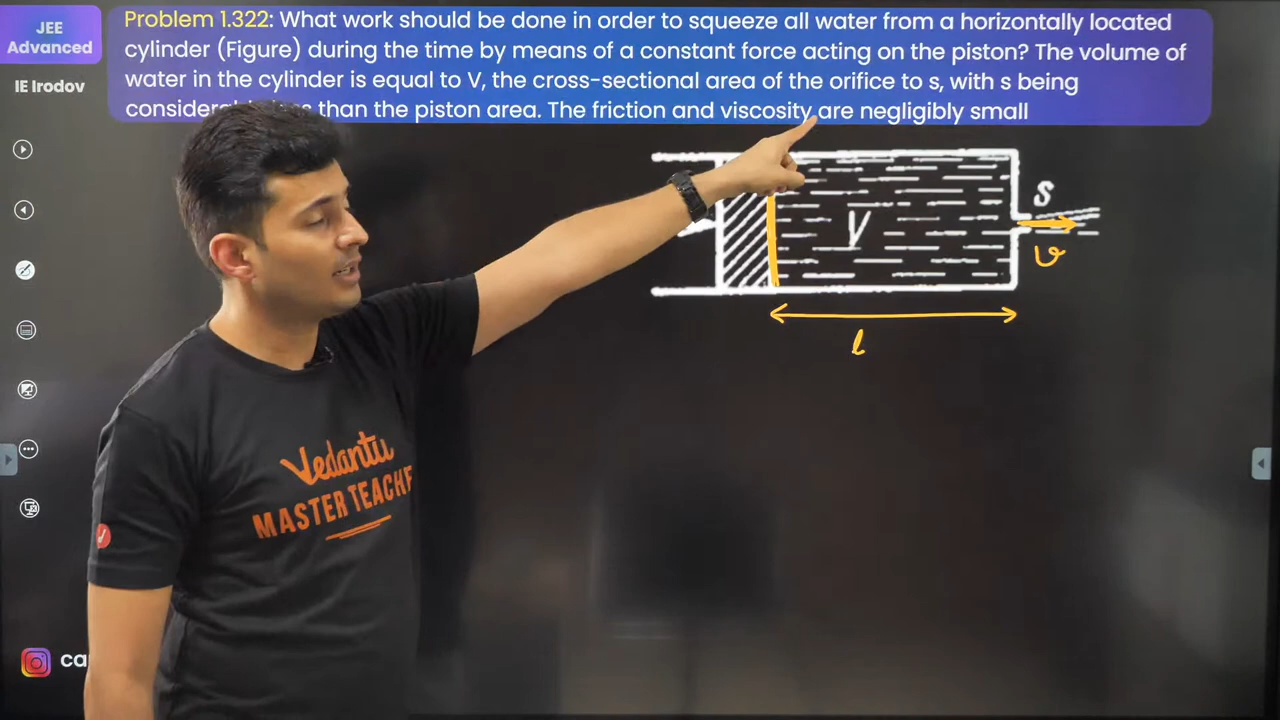 JEE
Advanced
IE Irodov
Problem 1.322: What work should be done in order to squeeze all water from a horizontally located
cylinder (Figure) during the time by means of a constant force acting on the piston? The volume of
water in the cylinder is equal to V, the cross-sectional area of the orifice to s, with s being
than the piston area. The friction and viscosity are negligibly small
S
V
v
l
Vedantu
MASTER TEACHE
ca